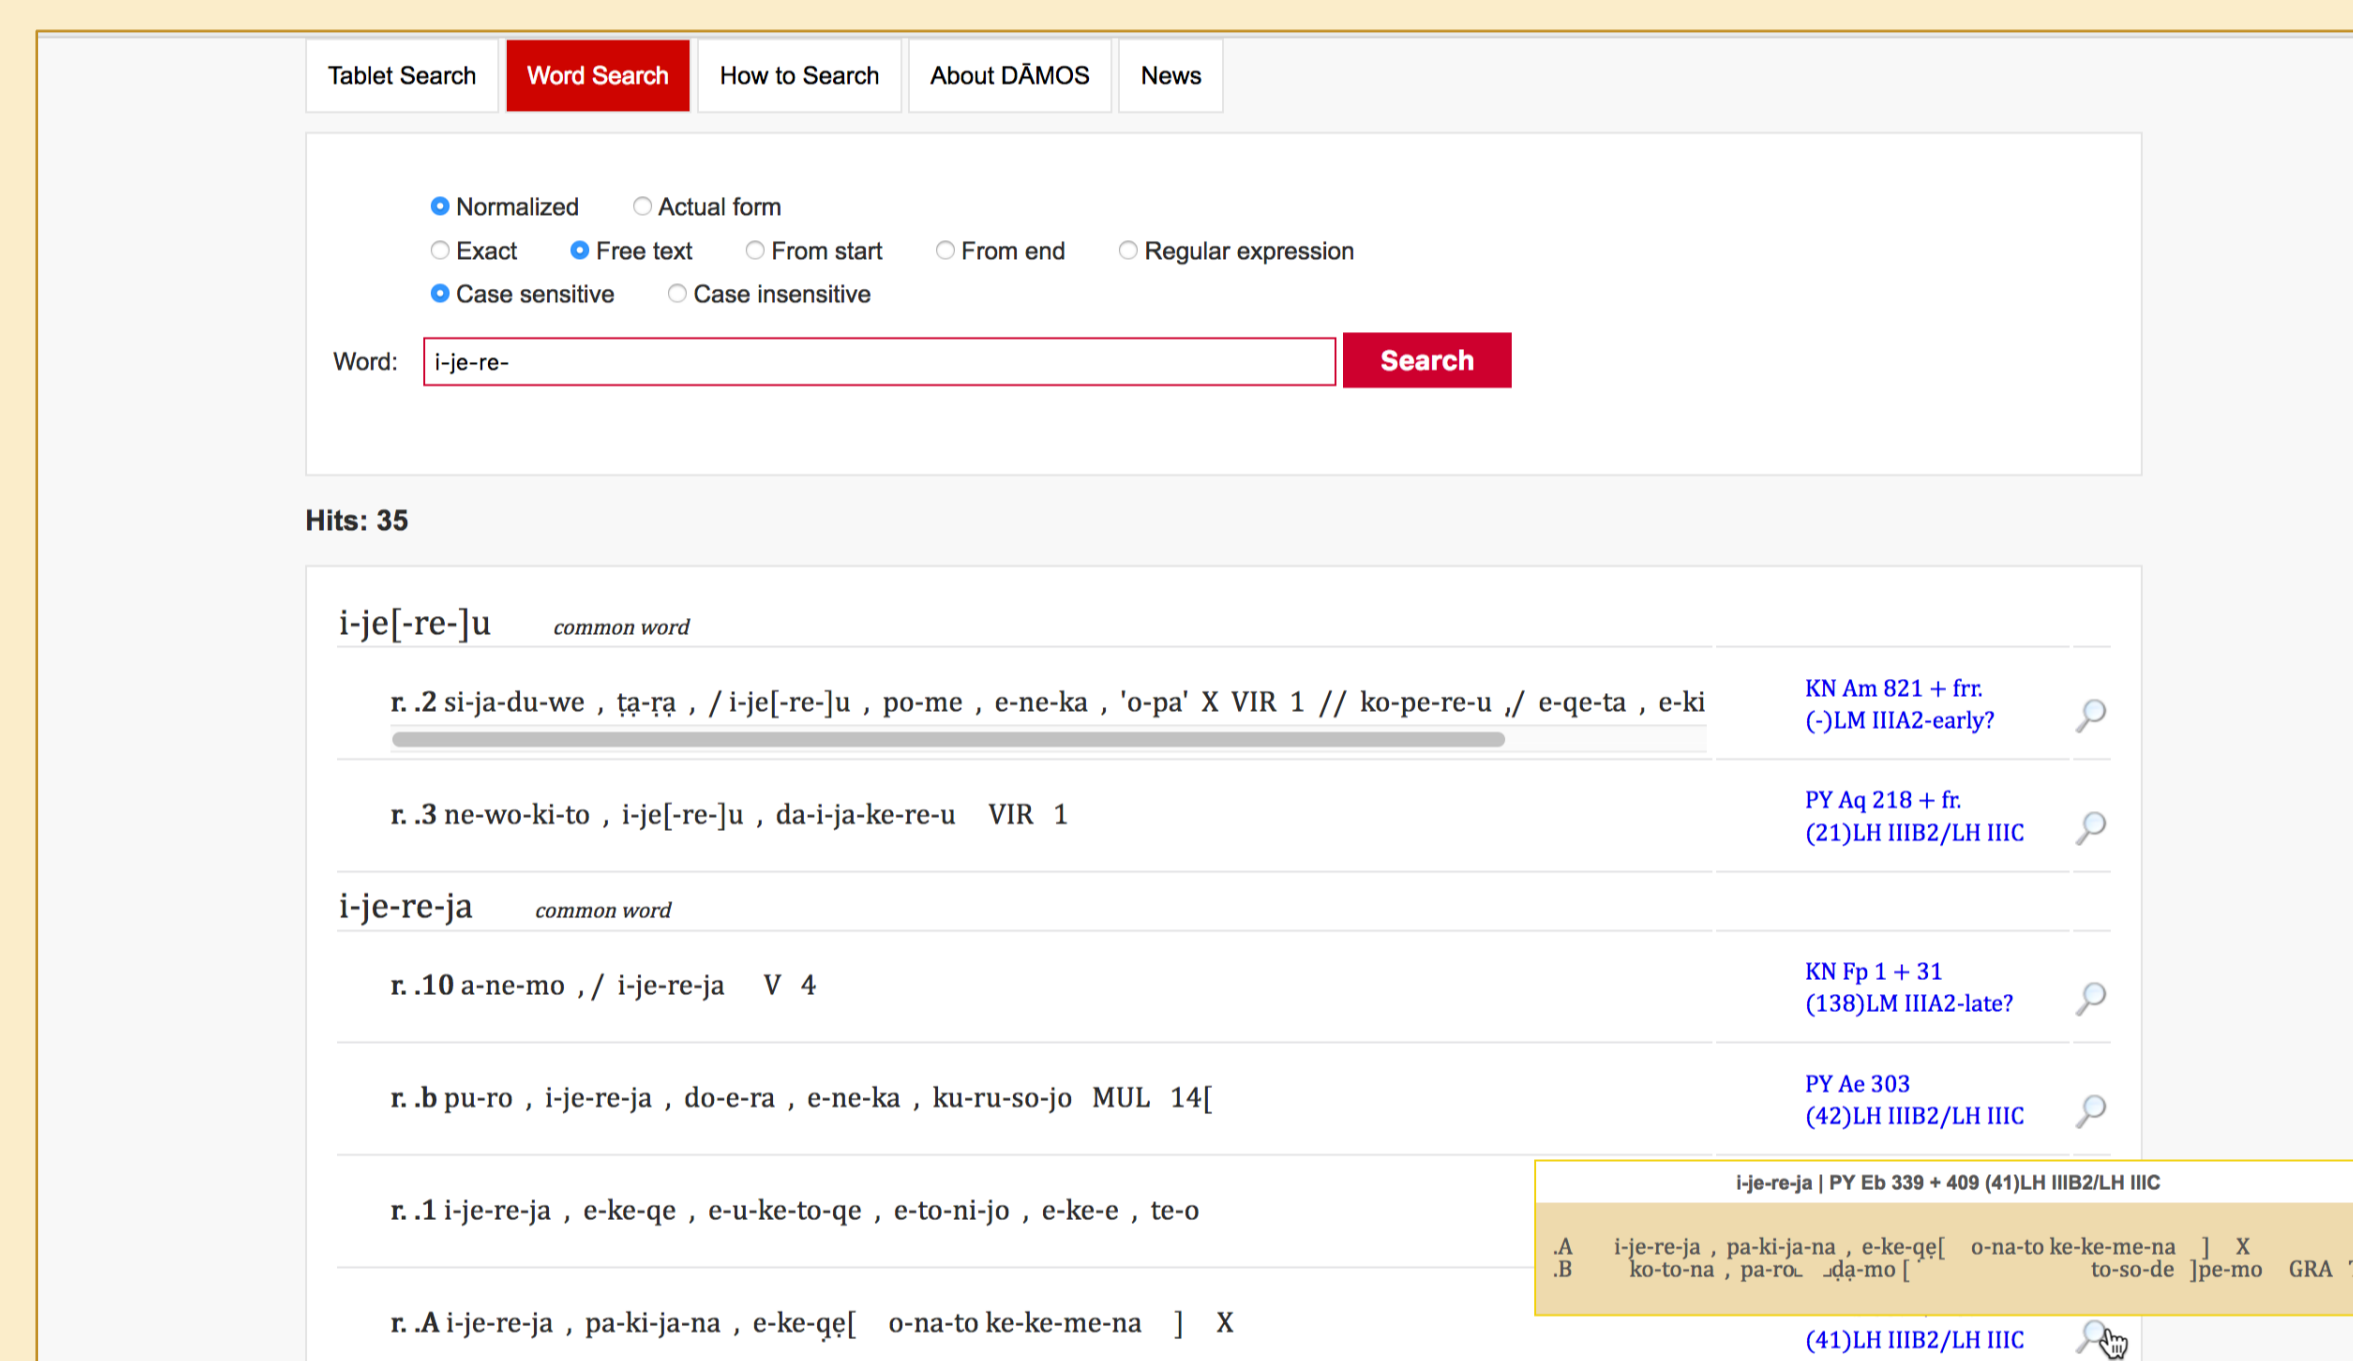 Tablet Search Word Search How to Search About DĀMOS News
Normalized Actual form
Exact Free text From start From end Regular expression
Case sensitive Case insensitive
Word: i-je-re- Search
Hits: 35
i-je[-re-]u common word
r. .2 si-ja-du-we , ṭạ-rạ , / i-je[-re-]u , po-me , e-ne-ka , 'o-pa' X VIR 1 // ko-pe-re-u ,/ e-qe-ta , e-ki
KN Am 821 + frr.
(-)LM IIIA2-early?
r. .3 ne-wo-ki-to , i-je[-re-]u , da-i-ja-ke-re-u VIR 1
PY Aq 218 + fr.
(21)LH IIIB2/LH IIIC
i-je-re-ja common word
r. .10 a-ne-mo ,/ i-je-re-ja V 4
KN Fp 1 + 31
(138)LM IIIA2-late?
r. .b pu-ro , i-je-re-ja , do-e-ra , e-ne-ka , ku-ru-so-jo MUL 14[
PY Ae 303
(42)LH IIIB2/LH IIIC
r. .1 i-je-re-ja , e-ke-qe , e-u-ke-to-qe , e-to-ni-jo , e-ke-e , te-o
i-je-re-ja | PY Eb 339 + 409 (41)LH IIIB2/LH IIIC
.A i-je-re-ja , pa-ki-ja-na , e-ke-q̣ẹ[ o-na-to ke-ke-me-na ] X
.B ko-to-na , pa-ro⌞ ⌟dạ-mo [ to-so-de ]pe-mo GRA
r. .A i-je-re-ja , pa-ki-ja-na , e-ke-q̣ẹ[ o-na-to ke-ke-me-na ] X
(41)LH IIIB2/LH IIIC